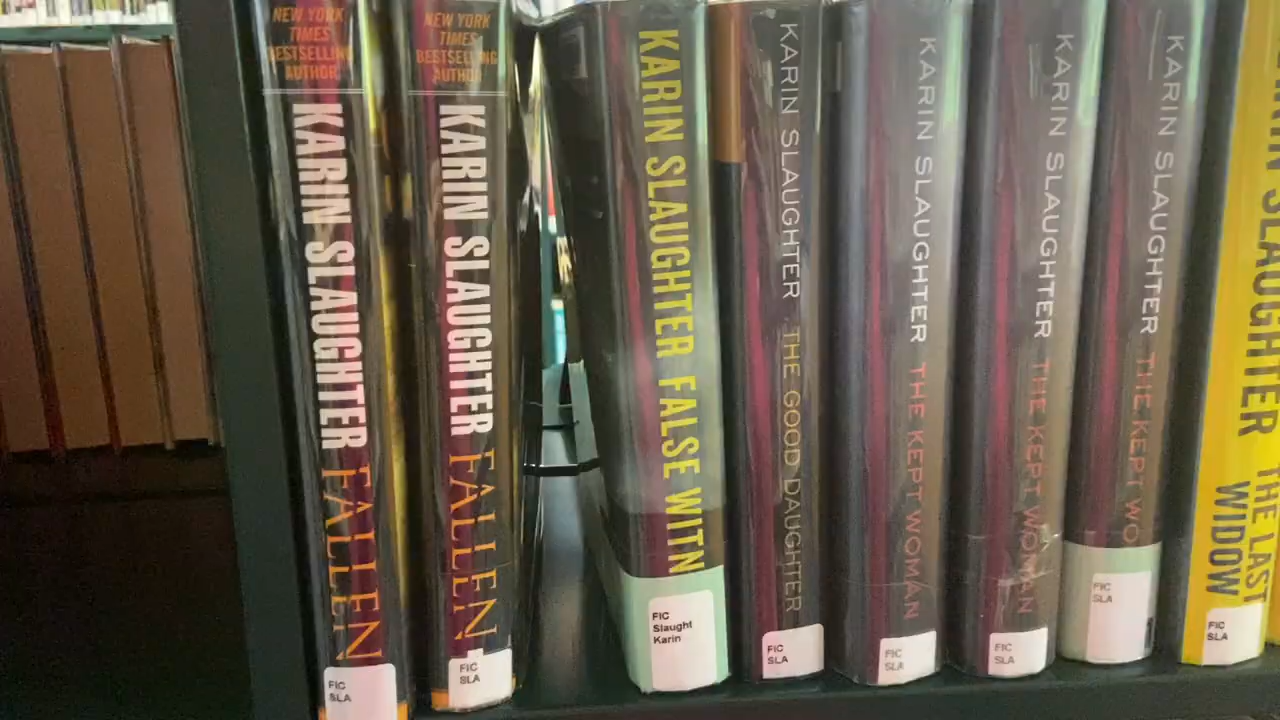 NEW YORK
TIMES
BESTSELLING
AUTHOR
KARIN SLAUGHTER FALLEN
FIC
SLA
NEW YORK
TIMES
BESTSELLING
AUTHOR
KARIN SLAUGHTER FALLEN
FIC
SLA
KARIN SLAUGHTER FALSE WITN
FIC
Slaught
Karin
KARIN SLAUGHTER THE GOOD DAUGHTER
FIC
SLA
KARIN SLAUGHTER THE KEPT WOMAN
FIC
SLA
KARIN SLAUGHTER THE KEPT WOMAN
FIC
SLA
KARIN SLAUGHTER THE KEPT WO
FIC
SLA
SLAUGHTER THE LAST
WIDOW
FIC
SLA